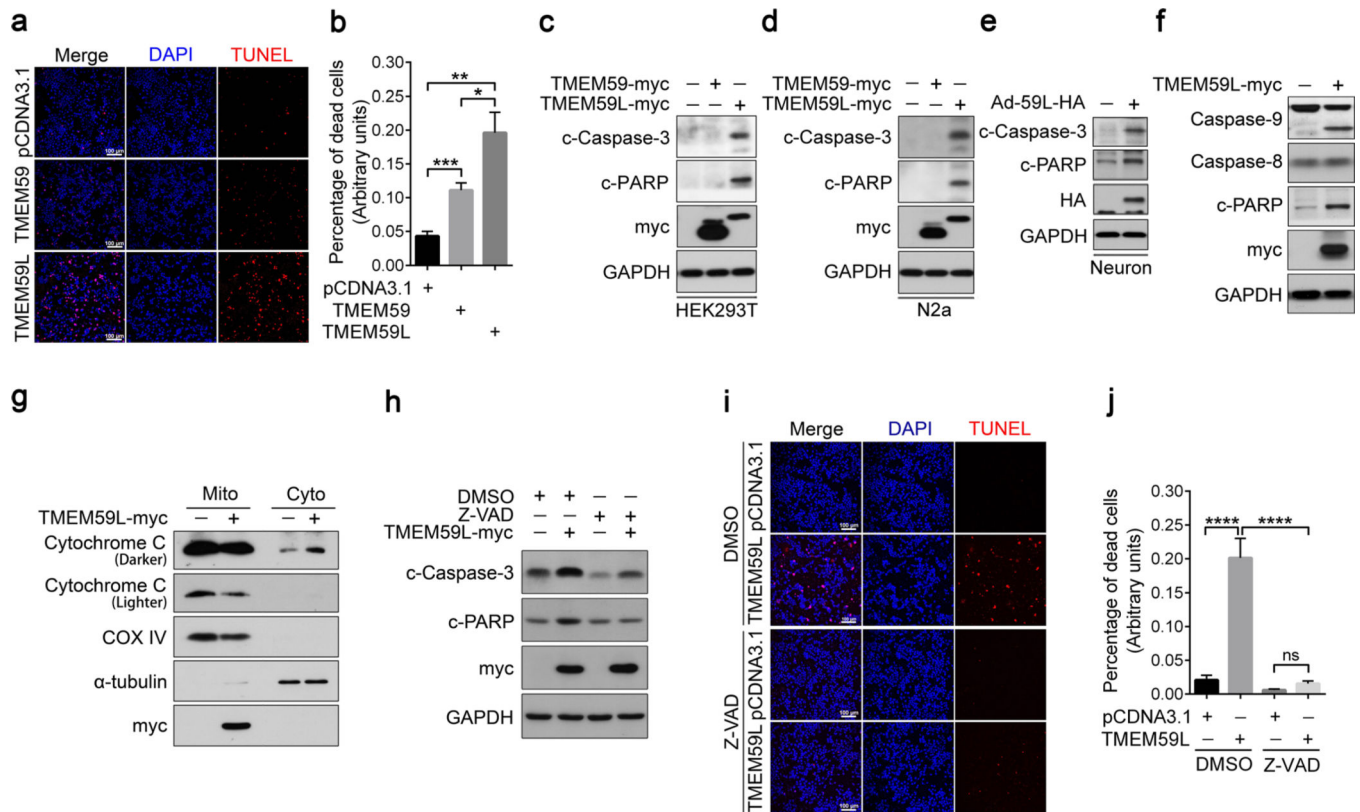 a
Merge DAPI TUNEL
pCDNA3.1
100 µm
TMEM59
100 µm
TMEM59L
100 µm
b
Percentage of dead cells
(Arbitrary units)
0.30
0.25
0.20
0.15
0.10
0.05
0.00
**
*
***
pCDNA3.1 +
TMEM59 +
TMEM59L +
c
TMEM59-myc − + −
TMEM59L-myc − − +
c-Caspase-3
c-PARP
myc
GAPDH
HEK293T
d
TMEM59-myc − + −
TMEM59L-myc − − +
c-Caspase-3
c-PARP
myc
GAPDH
N2a
e
Ad-59L-HA − +
c-Caspase-3
c-PARP
HA
GAPDH
Neuron
f
TMEM59L-myc − +
Caspase-9
Caspase-8
c-PARP
myc
GAPDH
g
Mito Cyto
TMEM59L-myc − + − +
Cytochrome C
(Darker)
Cytochrome C
(Lighter)
COX IV
α-tubulin
myc
h
DMSO + + − −
Z-VAD − − + +
TMEM59L-myc − + − +
c-Caspase-3
c-PARP
myc
GAPDH
i
Merge DAPI TUNEL
DMSO
pCDNA3.1
100 µm
TMEM59L
100 µm
Z-VAD
pCDNA3.1
100 µm
TMEM59L
100 µm
j
Percentage of dead cells
(Arbitrary units)
0.30
0.25
0.20
0.15
0.10
0.05
0.00
**** ****
ns
pCDNA3.1 + − + −
TMEM59L − + − +
DMSO Z-VAD